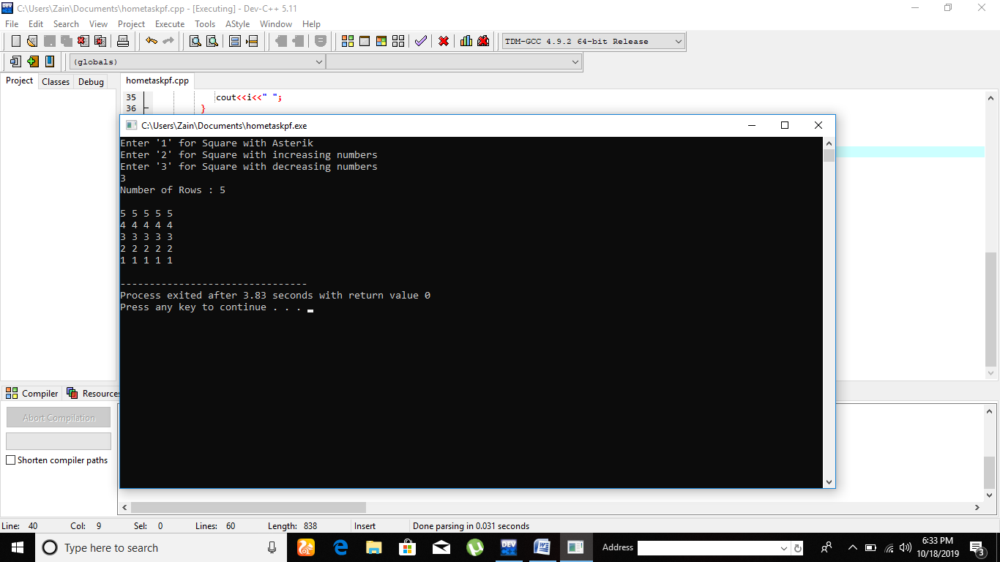 C:\Users\Zain\Documents\hometaskpf.cpp - [Executing] - Dev-C++ 5.11
File Edit Search View Project Execute Tools AStyle Window Help
TDM-GCC 4.9.2 64-bit Release
(globals)
Project Classes Debug
hometaskpf.cpp
35 cout<<i<<" ";
36 }
C:\Users\Zain\Documents\hometaskpf.exe
Enter '1' for Square with Asterik
Enter '2' for Square with increasing numbers
Enter '3' for Square with decreasing numbers
3
Number of Rows : 5
5 5 5 5 5
4 4 4 4 4
3 3 3 3 3
2 2 2 2 2
1 1 1 1 1
--------------------------------
Process exited after 3.83 seconds with return value 0
Press any key to continue . . .
Compiler Resources
Abort Compilation
Shorten compiler paths
Line: 40 Col: 9 Sel: 0 Lines: 60 Length: 838 Insert Done parsing in 0.031 seconds
Type here to search
DEV
Address
6:33 PM
10/18/2019
3